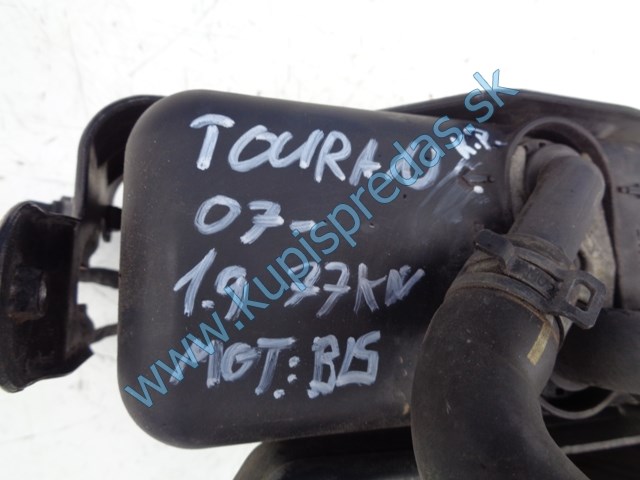 TOURAN K.P.
07-
1.9 77KW
MOT: BLS
www.kupispredas.sk